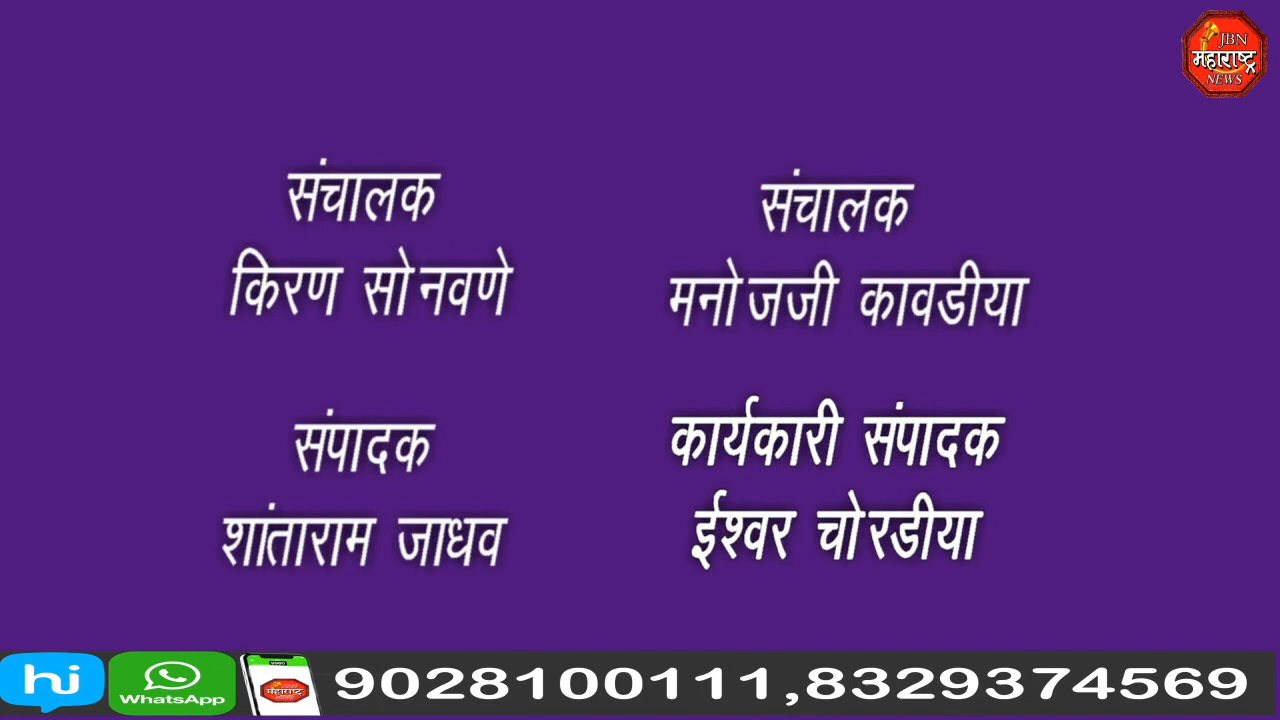 JBN
महाराष्ट्र
NEWS
संचालक
किरण सोनवणे
संचालक
मनोजजी कावडीया
संपादक
शांताराम जाधव
कार्यकारी संपादक
ईश्वर चोरडीया
hi
WhatsApp
महाराष्ट्र
9028100111,8329374569